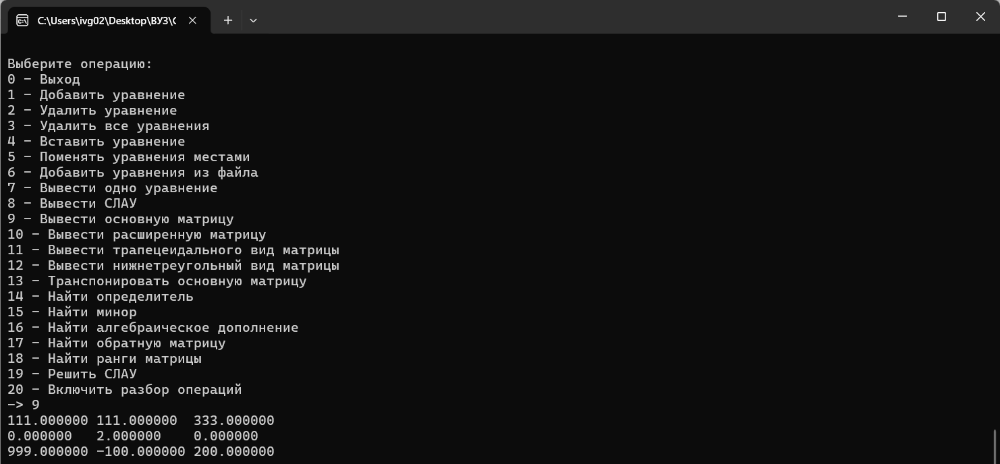 C:\Users\ivg02\Desktop\ВУЗ\С
Выберите операцию:
0 - Выход
1 - Добавить уравнение
2 - Удалить уравнение
3 - Удалить все уравнения
4 - Вставить уравнение
5 - Поменять уравнения местами
6 - Добавить уравнения из файла
7 - Вывести одно уравнение
8 - Вывести СЛАУ
9 - Вывести основную матрицу
10 - Вывести расширенную матрицу
11 - Вывести трапецеидального вид матрицы
12 - Вывести нижнетреугольный вид матрицы
13 - Транспонировать основную матрицу
14 - Найти определитель
15 - Найти минор
16 - Найти алгебраическое дополнение
17 - Найти обратную матрицу
18 - Найти ранги матрицы
19 - Решить СЛАУ
20 - Включить разбор операций
-> 9
111.000000 111.000000  333.000000
0.000000   2.000000    0.000000
999.000000 -100.000000 200.000000